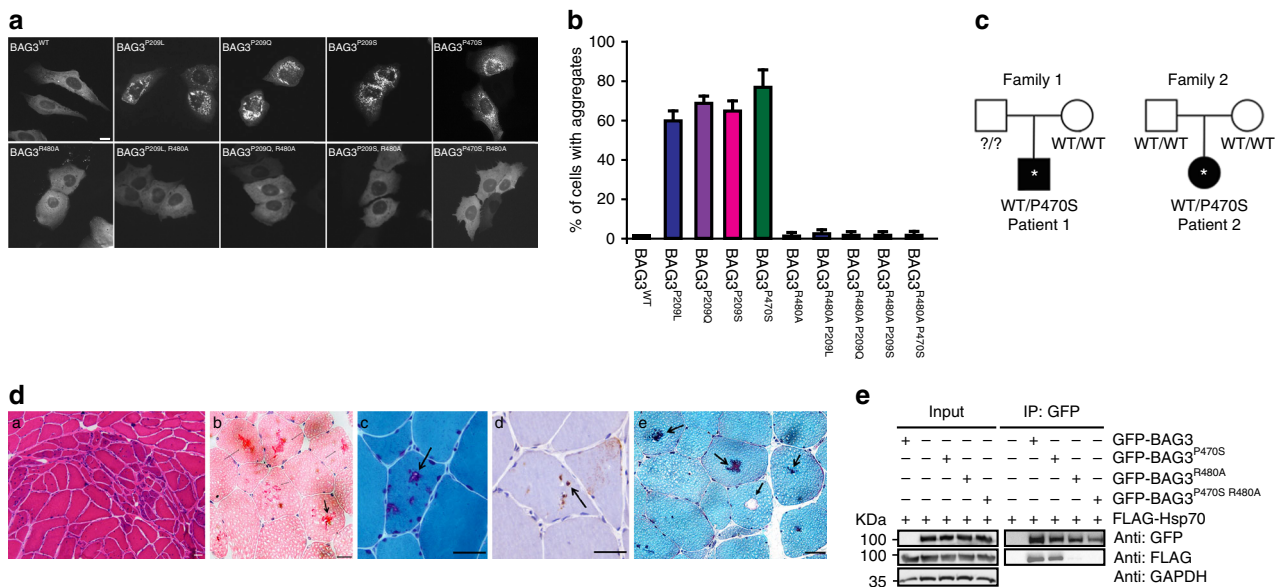 a
BAG3WT
BAG3P209L
BAG3P209Q
BAG3P209S
BAG3P470S
BAG3R480A
BAG3P209L, R480A
BAG3P209Q, R480A
BAG3P209S, R480A
BAG3P470S, R480A
b
% of cells with aggregates
100
80
60
40
20
0
BAG3WT
BAG3P209L
BAG3P209Q
BAG3P209S
BAG3P470S
BAG3R480A
BAG3R480A P209L
BAG3R480A P209Q
BAG3R480A P209S
BAG3R480A P470S
c
Family 1
?/?
WT/WT
*
WT/P470S
Patient 1
Family 2
WT/WT
WT/WT
*
WT/P470S
Patient 2
d
a
b
c
d
e
e
Input
IP: GFP
+ – – – – – + – – – GFP-BAG3
– – + – – – – + – – GFP-BAG3P470S
– – – + – – – – + – GFP-BAG3R480A
– – – – + – – – – + GFP-BAG3P470S R480A
KDa + + + + + + + + + + FLAG-Hsp70
100 Anti: GFP
100 Anti: FLAG
35 Anti: GAPDH